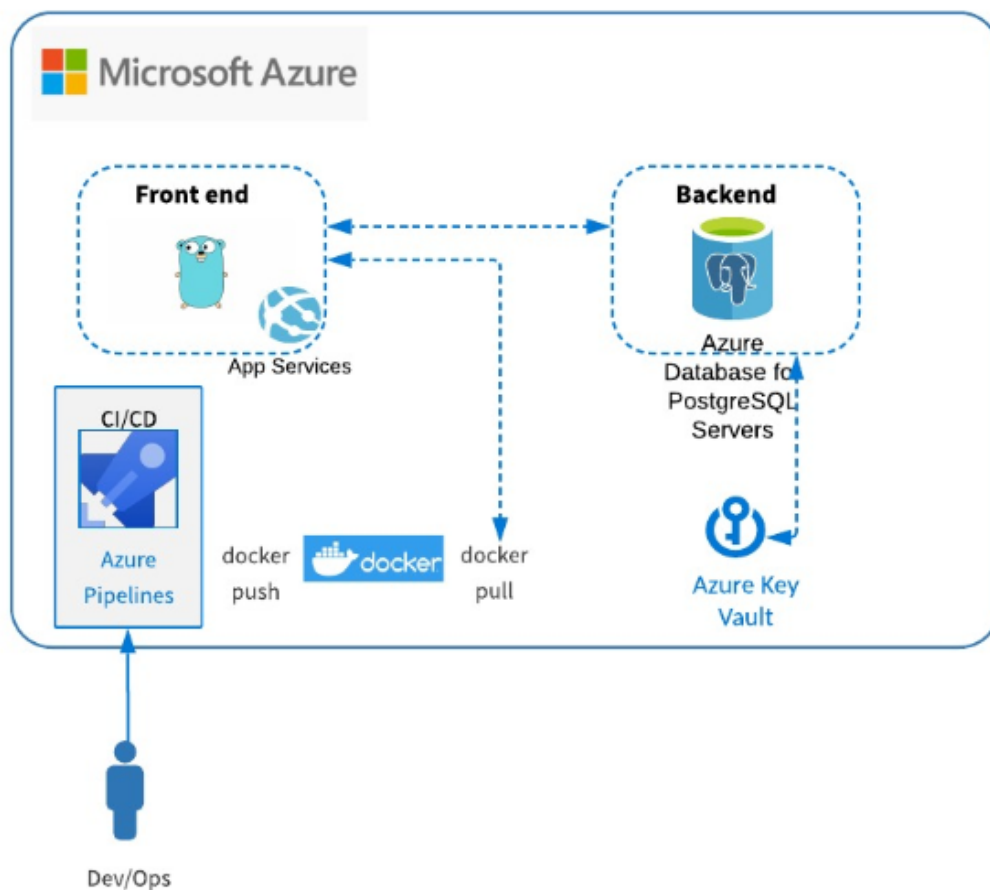 Microsoft Azure
Front end
Backend
App Services
Azure
Database for
PostgreSQL
Servers
CI/CD
Azure
Pipelines
docker
push
docker
docker
pull
Azure Key
Vault
Dev/Ops